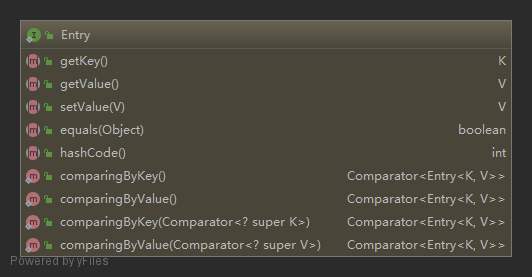 Entry
getKey() K
getValue() V
setValue(V) V
equals(Object) boolean
hashCode() int
comparingByKey() Comparator<Entry<K, V>>
comparingByValue() Comparator<Entry<K, V>>
comparingByKey(Comparator<? super K>) Comparator<Entry<K, V>>
comparingByValue(Comparator<? super V>) Comparator<Entry<K, V>>
Powered by yFiles